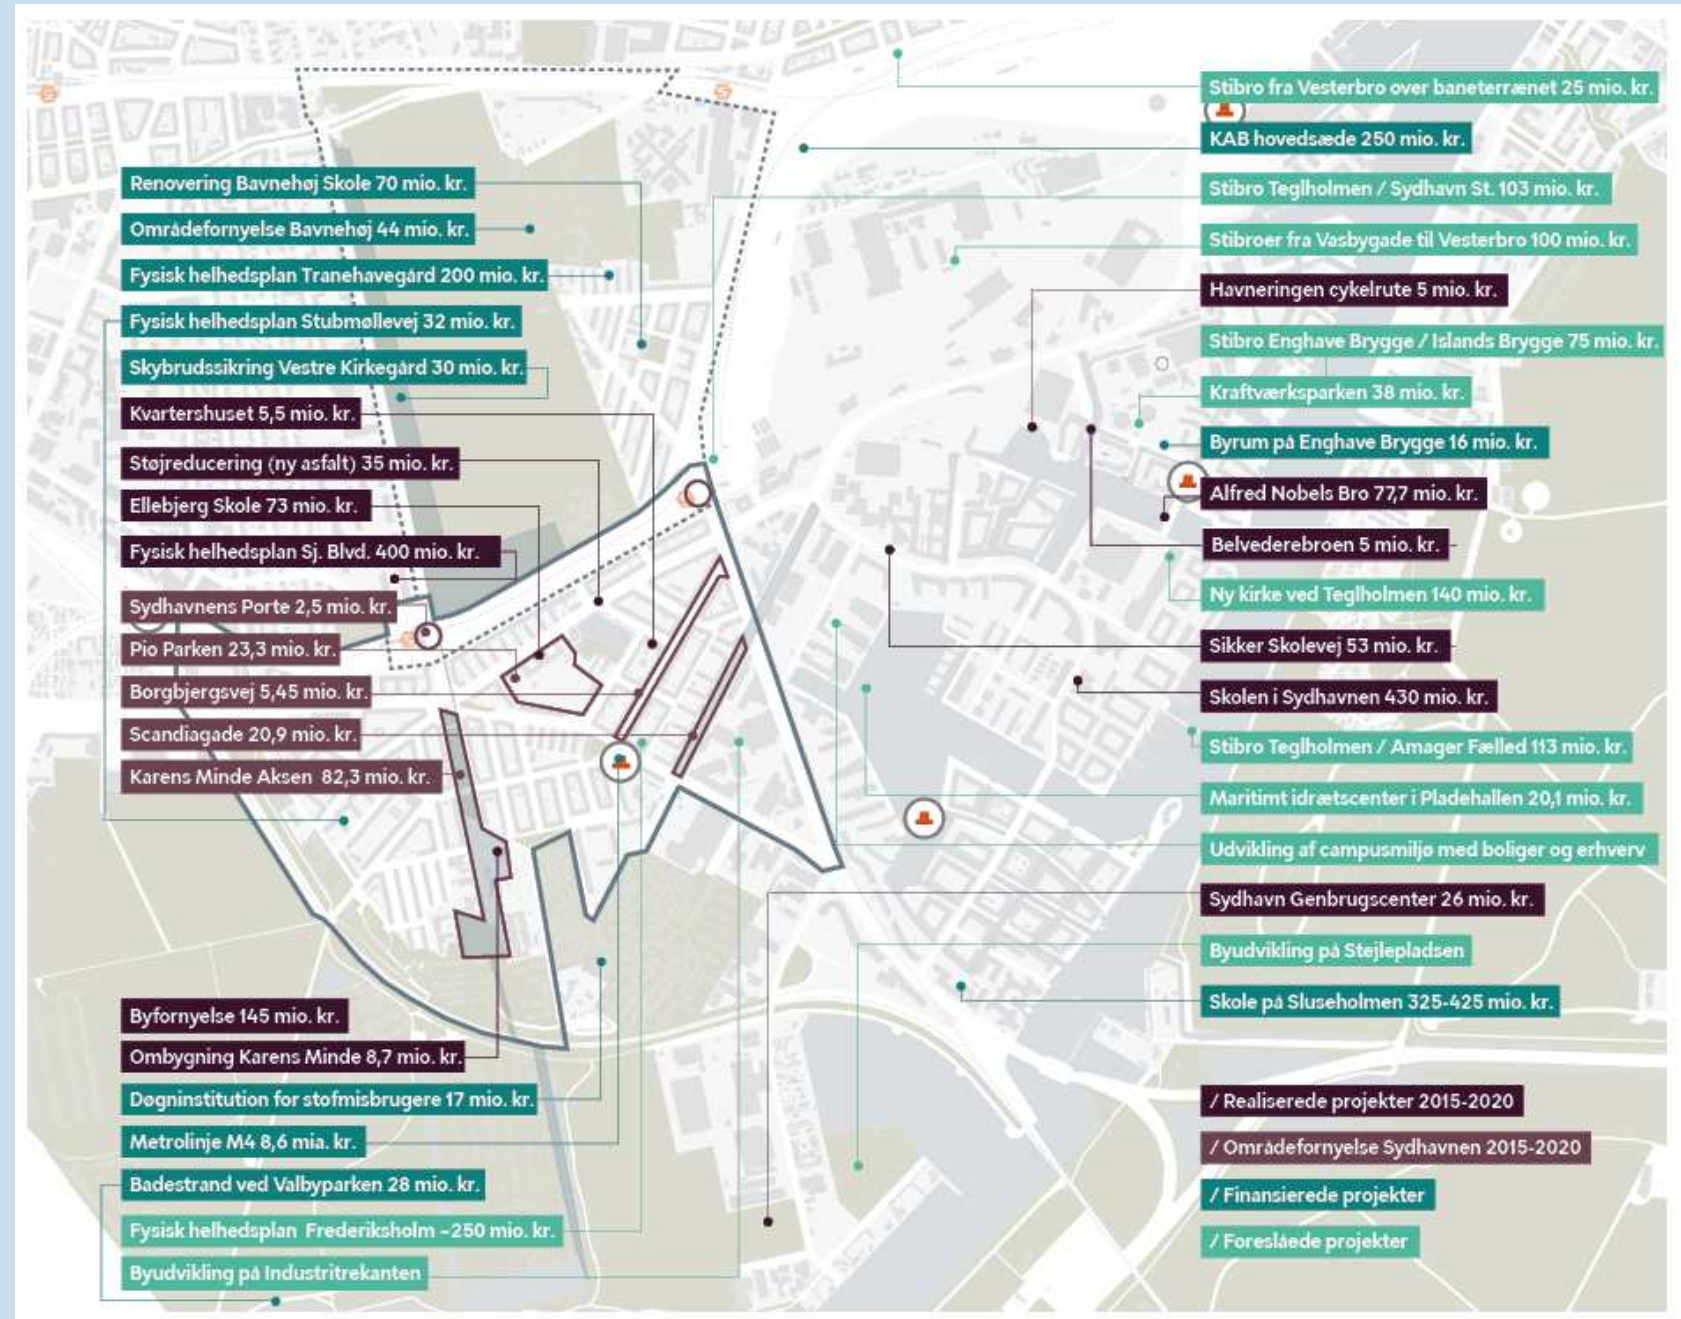 Renovering Bavnehøj Skole 70 mio. kr.
Områdefornyelse Bavnehøj 44 mio. kr.
Fysisk helhedsplan Tranehavegård 200 mio. kr.
Fysisk helhedsplan Stubmøllevej 32 mio. kr.
Skybrudssikring Vestre Kirkegård 30 mio. kr.
Kvartershuset 5,5 mio. kr.
Støjreducering (ny asfalt) 35 mio. kr.
Ellebjerg Skole 73 mio. kr.
Fysisk helhedsplan Sj. Blvd. 400 mio. kr.
Sydhavnens Porte 2,5 mio. kr.
Pio Parken 23,3 mio. kr.
Borgbjergsvej 5,45 mio. kr.
Scandiagade 20,9 mio. kr.
Karens Minde Aksen 82,3 mio. kr.
Byfornyelse 145 mio. kr.
Ombygning Karens Minde 8,7 mio. kr.
Døgninstitution for stofmisbrugere 17 mio. kr.
Metrolinje M4 8,6 mia. kr.
Badestrand ved Valbyparken 28 mio. kr.
Fysisk helhedsplan Frederiksholm ~250 mio. kr.
Byudvikling på Industritrekanten
Stibro fra Vesterbro over baneterrænet 25 mio. kr.
KAB hovedsæde 250 mio. kr.
Stibro Teglholmen / Sydhavn St. 103 mio. kr.
Stibroer fra Vasbygade til Vesterbro 100 mio. kr.
Havneringen cykelrute 5 mio. kr.
Stibro Enghave Brygge / Islands Brygge 75 mio. kr.
Kraftværksparken 38 mio. kr.
Byrum på Enghave Brygge 16 mio. kr.
Alfred Nobels Bro 77,7 mio. kr.
Belvederebroen 5 mio. kr.
Ny kirke ved Teglholmen 140 mio. kr.
Sikker Skolevej 53 mio. kr.
Skolen i Sydhavnen 430 mio. kr.
Stibro Teglholmen / Amager Fælled 113 mio. kr.
Maritimt idrætscenter i Pladehallen 20,1 mio. kr.
Udvikling af campusmiljø med boliger og erhverv
Sydhavn Genbrugscenter 26 mio. kr.
Byudvikling på Stejlepladsen
Skole på Sluseholmen 325-425 mio. kr.
/ Realiserede projekter 2015-2020
/ Områdefornyelse Sydhavnen 2015-2020
/ Finansierede projekter
/ Foreslåede projekter